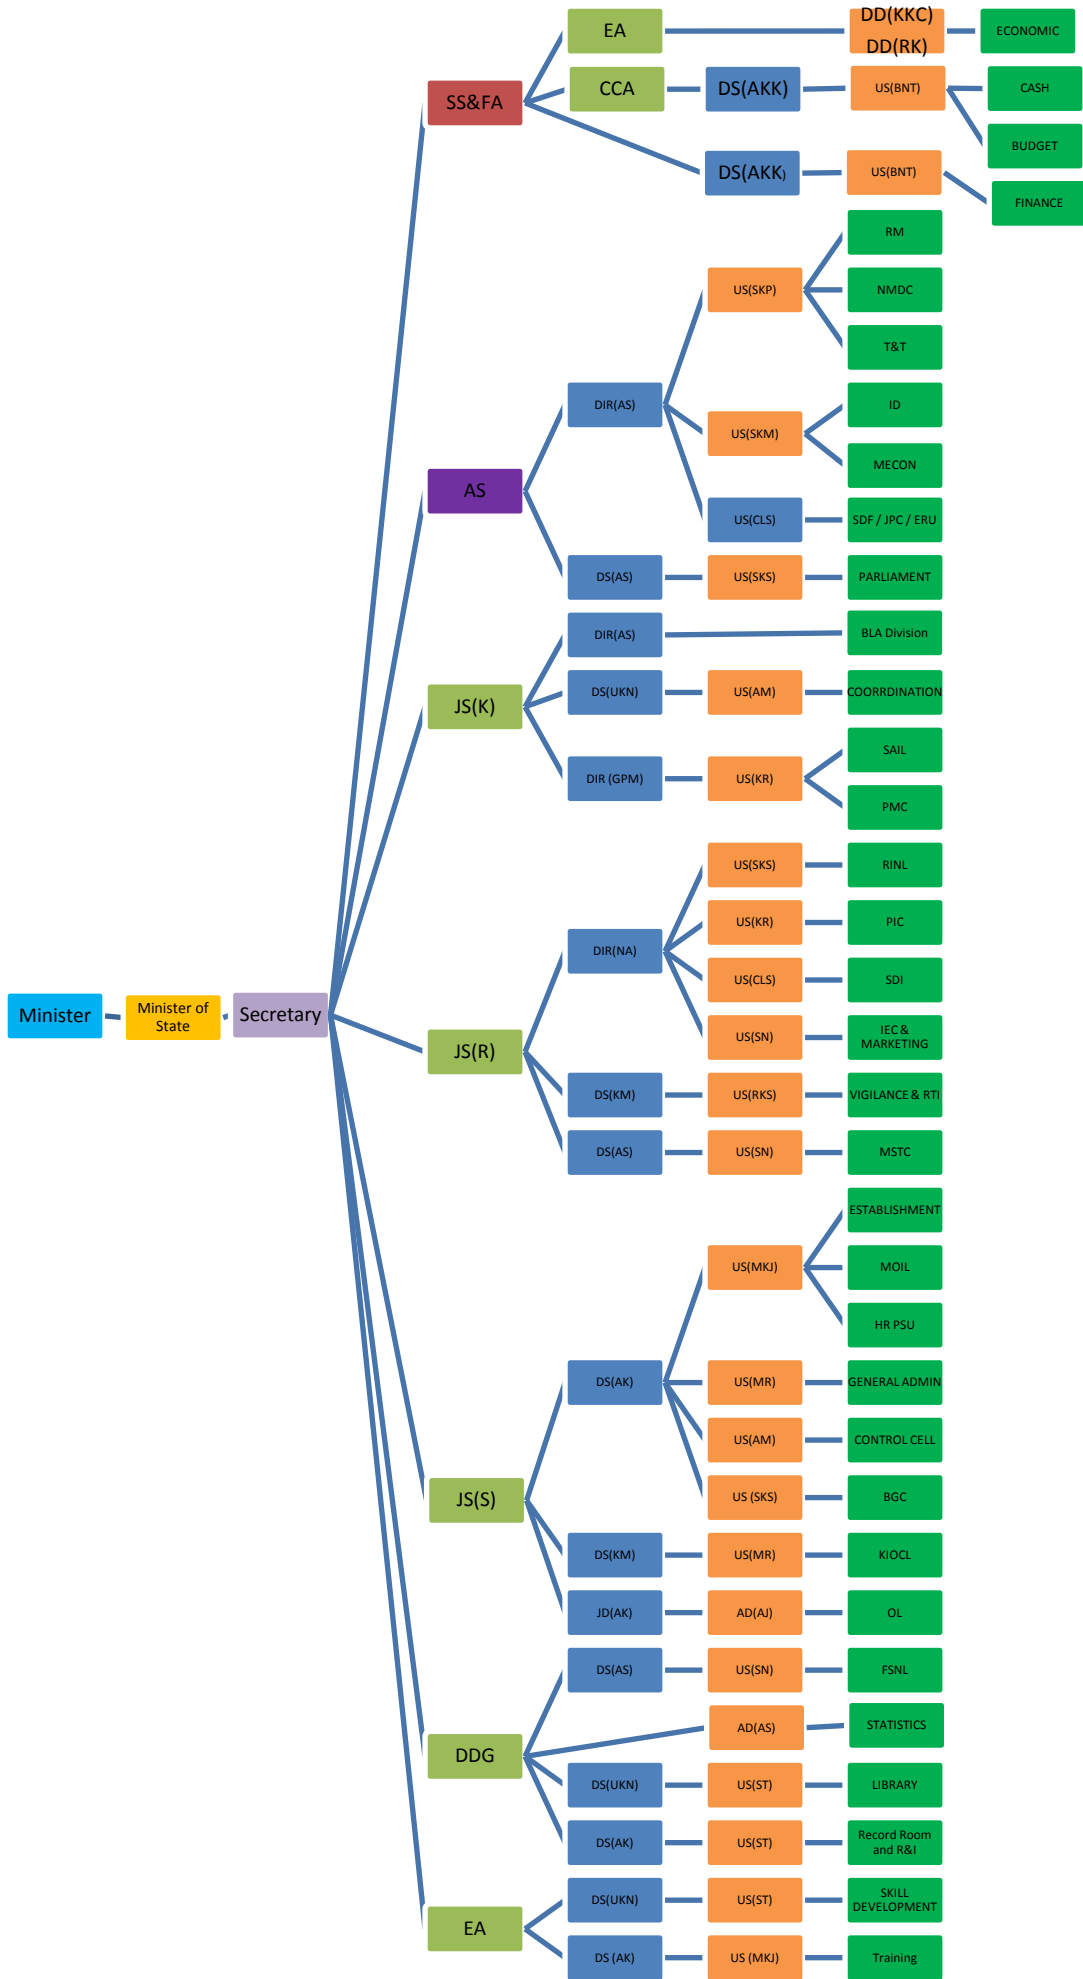 Minister
Minister of
State
Secretary
SS&FA
EA
DD(KKC)
DD(RK)
ECONOMIC
CCA
DS(AKK)
US(BNT)
CASH
BUDGET
DS(AKK)
US(BNT)
FINANCE
AS
DIR(AS)
US(SKP)
RM
NMDC
T&T
US(SKM)
ID
MECON
US(CLS)
SDF / JPC / ERU
DS(AS)
US(SKS)
PARLIAMENT
JS(K)
DIR(AS)
BLA Division
DS(UKN)
US(AM)
COORRDINATION
DIR (GPM)
US(KR)
SAIL
PMC
JS(R)
DIR(NA)
US(SKS)
RINL
US(KR)
PIC
US(CLS)
SDI
US(SN)
IEC &
MARKETING
DS(KM)
US(RKS)
VIGILANCE & RTI
DS(AS)
US(SN)
MSTC
JS(S)
DS(AK)
US(MKJ)
ESTABLISHMENT
MOIL
HR PSU
US(MR)
GENERAL ADMIN
US(AM)
CONTROL CELL
US (SKS)
BGC
DS(KM)
US(MR)
KIOCL
JD(AK)
AD(AJ)
OL
DDG
DS(AS)
US(SN)
FSNL
AD(AS)
STATISTICS
DS(UKN)
US(ST)
LIBRARY
DS(AK)
US(ST)
Record Room
and R&I
EA
DS(UKN)
US(ST)
SKILL
DEVELOPMENT
DS (AK)
US (MKJ)
Training